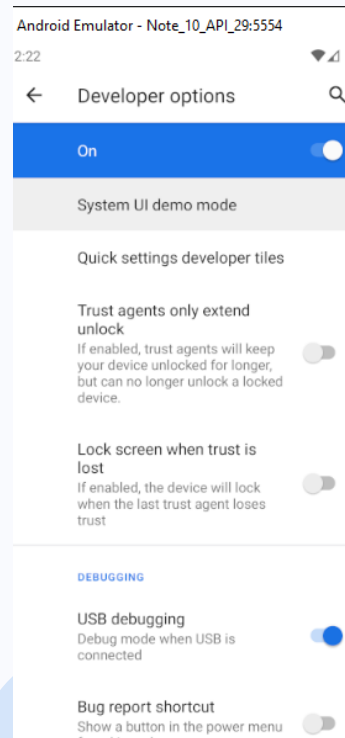 Android Emulator - Note_10_API_29:5554
2:22
Developer options
On
System UI demo mode
Quick settings developer tiles
Trust agents only extend
unlock
If enabled, trust agents will keep
your device unlocked for longer,
but can no longer unlock a locked
device.
Lock screen when trust is
lost
If enabled, the device will lock
when the last trust agent loses
trust
DEBUGGING
USB debugging
Debug mode when USB is
connected
Bug report shortcut
Show a button in the power menu